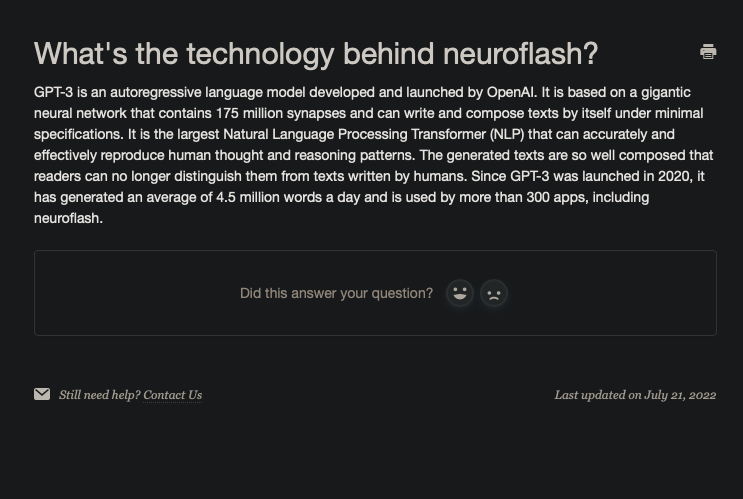 What's the technology behind neuroflash?
GPT-3 is an autoregressive language model developed and launched by OpenAI. It is based on a gigantic
neural network that contains 175 million synapses and can write and compose texts by itself under minimal
specifications. It is the largest Natural Language Processing Transformer (NLP) that can accurately and
effectively reproduce human thought and reasoning patterns. The generated texts are so well composed that
readers can no longer distinguish them from texts written by humans. Since GPT-3 was launched in 2020, it
has generated an average of 4.5 million words a day and is used by more than 300 apps, including
neuroflash.
Did this answer your question?
Still need help? Contact Us
Last updated on July 21, 2022